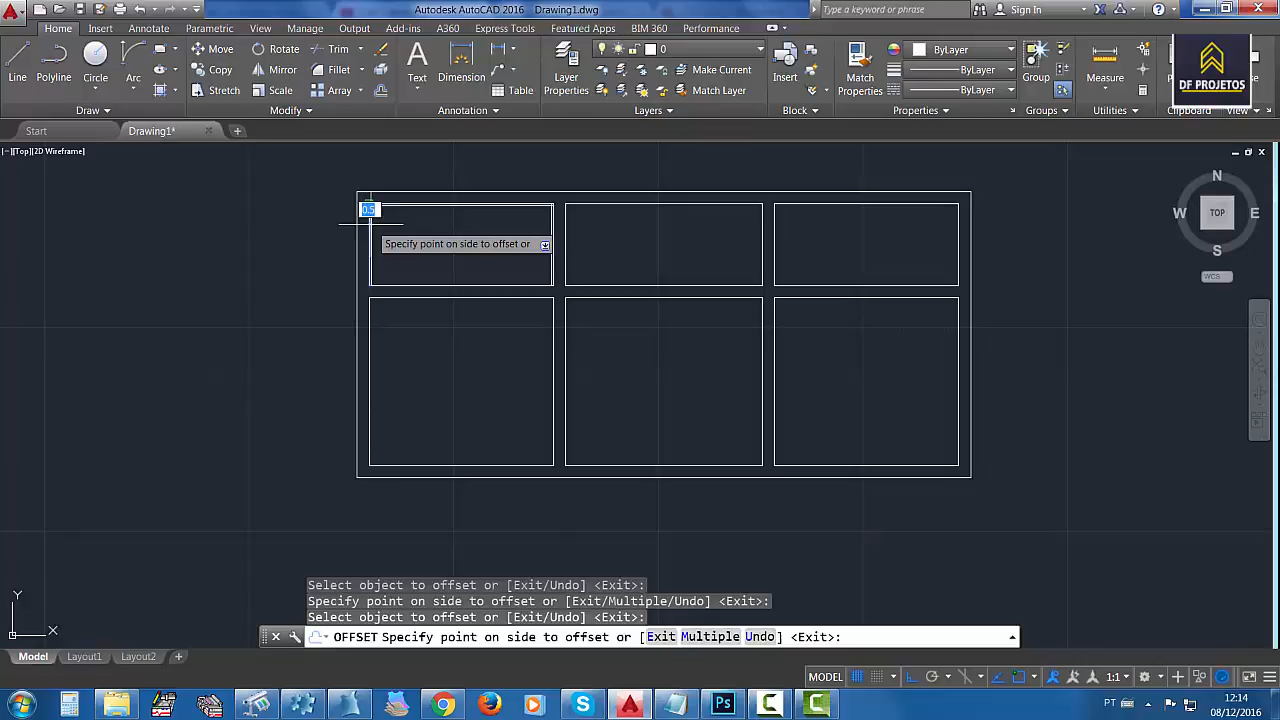 Autodesk AutoCAD 2016 Drawing1.dwg
Type a keyword or phrase
Sign In
Home Insert Annotate Parametric View Manage Output Add-ins A360 Express Tools Featured Apps BIM 360 Performance
Line Polyline Circle Arc
Move Rotate Trim
Copy Mirror Fillet
Stretch Scale Array
Text Dimension Table
Layer Properties
0
Make Current
Match Layer
Insert
Match Properties
ByLayer
ByLayer
ByLayer
Group
Measure
DF PROJETOS
Draw Modify Annotation Layers Block Properties Groups Utilities Clipboard
Start Drawing1*
[−][Top][2D Wireframe]
N
W TOP E
S
WCS
0.5
Specify point on side to offset or
Y
X
Select object to offset or [Exit/Undo] <Exit>:
Specify point on side to offset or [Exit/Multiple/Undo] <Exit>:
Select object to offset or [Exit/Undo] <Exit>:
OFFSET Specify point on side to offset or [Exit Multiple Undo] <Exit>:
Model Layout1 Layout2
MODEL 1:1
PT 12:14
08/12/2016